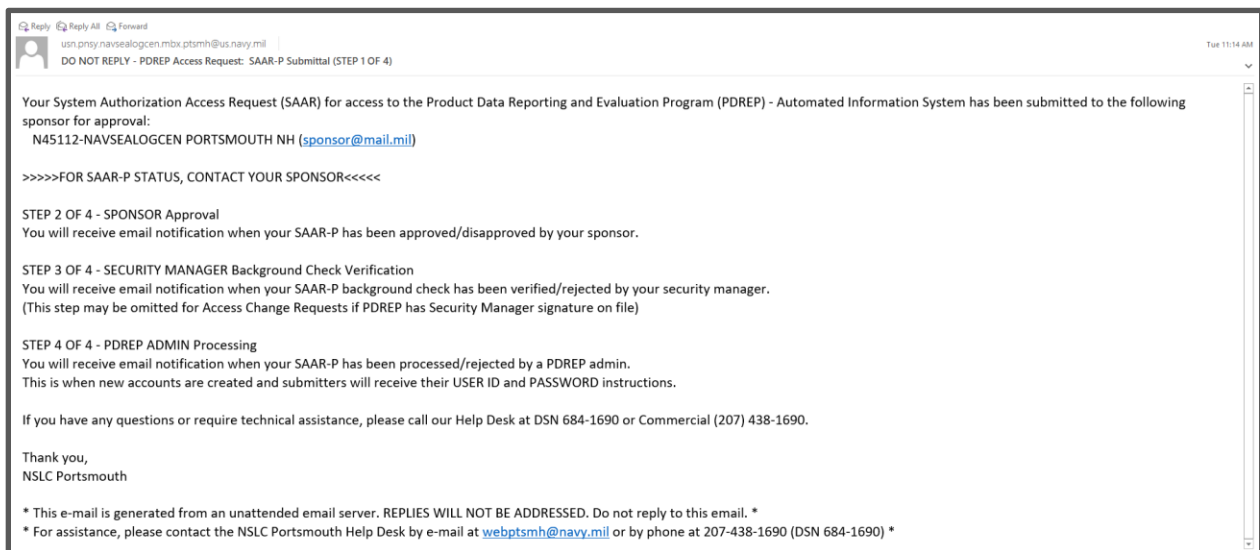 Reply Reply All Forward
usn.pnsy.navsealogcen.mbx.ptsmh@us.navy.mil
Tue 11:14 AM
DO NOT REPLY - PDREP Access Request: SAAR-P Submittal (STEP 1 OF 4)
Your System Authorization Access Request (SAAR) for access to the Product Data Reporting and Evaluation Program (PDREP) - Automated Information System has been submitted to the following
sponsor for approval:
N45112-NAVSEALOGCEN PORTSMOUTH NH (sponsor@mail.mil)
>>>>>FOR SAAR-P STATUS, CONTACT YOUR SPONSOR<<<<<
STEP 2 OF 4 - SPONSOR Approval
You will receive email notification when your SAAR-P has been approved/disapproved by your sponsor.
STEP 3 OF 4 - SECURITY MANAGER Background Check Verification
You will receive email notification when your SAAR-P background check has been verified/rejected by your security manager.
(This step may be omitted for Access Change Requests if PDREP has Security Manager signature on file)
STEP 4 OF 4 - PDREP ADMIN Processing
You will receive email notification when your SAAR-P has been processed/rejected by a PDREP admin.
This is when new accounts are created and submitters will receive their USER ID and PASSWORD instructions.
If you have any questions or require technical assistance, please call our Help Desk at DSN 684-1690 or Commercial (207) 438-1690.
Thank you,
NSLC Portsmouth
* This e-mail is generated from an unattended email server. REPLIES WILL NOT BE ADDRESSED. Do not reply to this email. *
* For assistance, please contact the NSLC Portsmouth Help Desk by e-mail at webptsmh@navy.mil or by phone at 207-438-1690 (DSN 684-1690) *